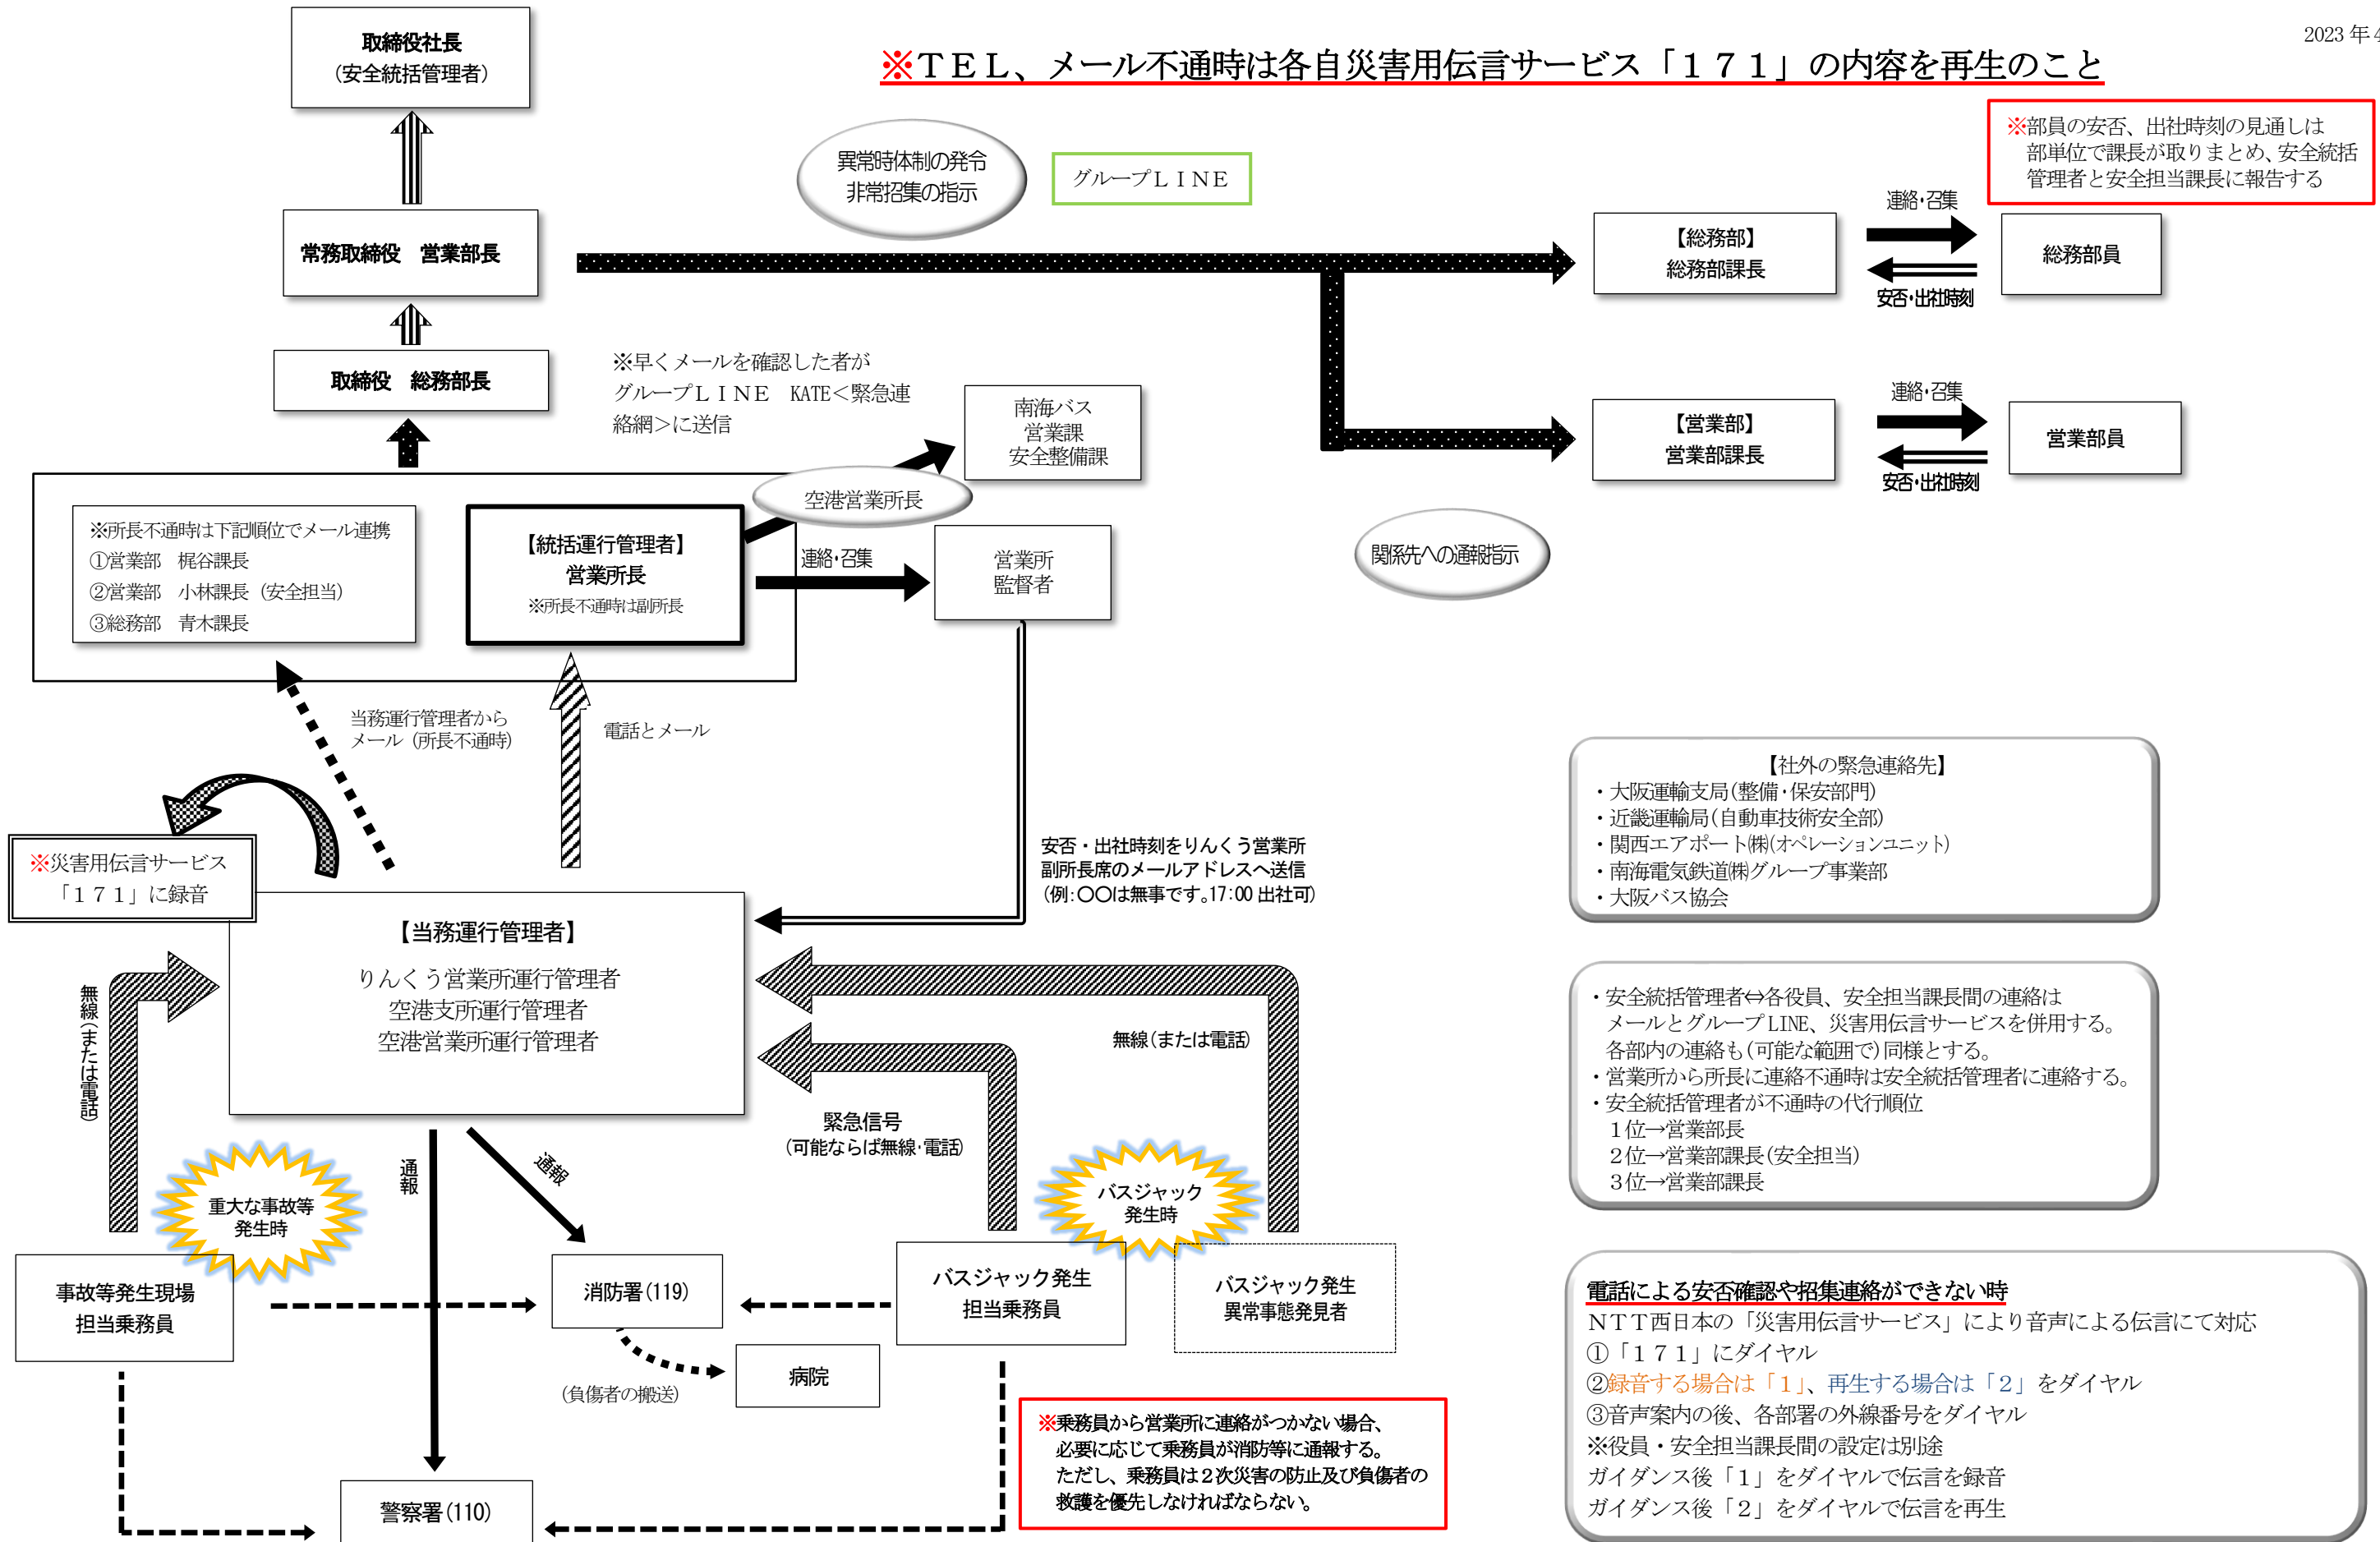 2023 年 4
※ＴＥＬ、メール不通時は各自災害用伝言サービス「１７１」の内容を再生のこと
取締役社長
（安全統括管理者）
常務取締役　営業部長
取締役　総務部長
異常時体制の発令
非常招集の指示
グループＬＩＮＥ
※部員の安否、出社時刻の見通しは
部単位で課長が取りまとめ、安全統括
管理者と安全担当課長に報告する
【総務部】
総務部課長
連絡・召集
安否・出社時刻
総務部員
【営業部】
営業部課長
連絡・召集
安否・出社時刻
営業部員
※早くメールを確認した者が
グループＬＩＮＥ　KATE＜緊急連
絡網＞に送信
南海バス
営業課
安全整備課
空港営業所長
※所長不通時は下記順位でメール連携
①営業部　梶谷課長
②営業部　小林課長（安全担当）
③総務部　青木課長
【統括運行管理者】
営業所長
※所長不通時は副所長
連絡・召集
営業所
監督者
関係先への通報指示
当務運行管理者から
メール（所長不通時）
電話とメール
※災害用伝言サービス
「１７１」に録音
安否・出社時刻をりんくう営業所
副所長席のメールアドレスへ送信
（例：〇〇は無事です。17:00 出社可）
【社外の緊急連絡先】
・大阪運輸支局(整備・保安部門)
・近畿運輸局(自動車技術安全部)
・関西エアポート㈱(オペレーションユニット)
・南海電気鉄道㈱グループ事業部
・大阪バス協会
【当務運行管理者】
りんくう営業所運行管理者
空港支所運行管理者
空港営業所運行管理者
無線（または電話）
無線（または電話）
緊急信号
（可能ならば無線・電話）
・安全統括管理者⇔各役員、安全担当課長間の連絡は
メールとグループ LINE、災害用伝言サービスを併用する。
各部内の連絡も(可能な範囲で)同様とする。
・営業所から所長に連絡不通時は安全統括管理者に連絡する。
・安全統括管理者が不通時の代行順位
１位→営業部長
２位→営業部課長(安全担当)
３位→営業部課長
重大な事故等
発生時
通報
通報
バスジャック
発生時
事故等発生現場
担当乗務員
消防署(119)
バスジャック発生
担当乗務員
バスジャック発生
異常事態発見者
病院
（負傷者の搬送）
警察署(110)
※乗務員から営業所に連絡がつかない場合、
必要に応じて乗務員が消防等に通報する。
ただし、乗務員は２次災害の防止及び負傷者の
救護を優先しなければならない。
電話による安否確認や招集連絡ができない時
ＮＴＴ西日本の「災害用伝言サービス」により音声による伝言にて対応
①「１７１」にダイヤル
②録音する場合は「１」、再生する場合は「２」をダイヤル
③音声案内の後、各部署の外線番号をダイヤル
※役員・安全担当課長間の設定は別途
ガイダンス後「１」をダイヤルで伝言を録音
ガイダンス後「２」をダイヤルで伝言を再生